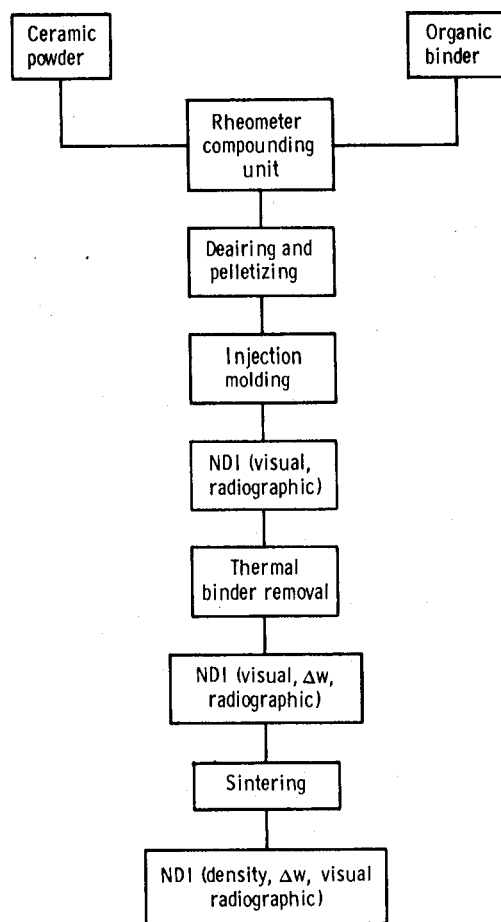 Ceramic
powder
Organic
binder
Rheometer
compounding
unit
Deairing and
pelletizing
Injection
molding
NDI (visual,
radiographic)
Thermal
binder removal
NDI (visual, Δw,
radiographic)
Sintering
NDI (density, Δw, visual
radiographic)